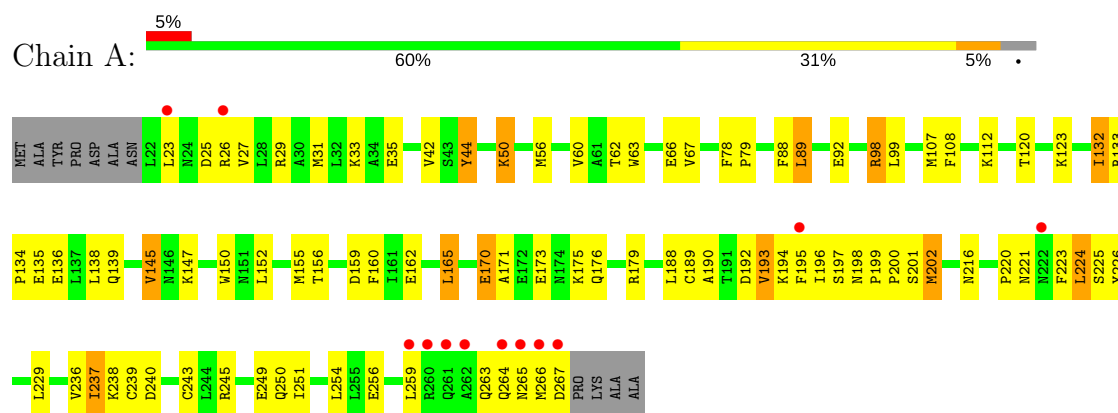 5%
Chain A:
60% 31% 5% •
MET ALA TYR PRO ASP ALA ASN L22 L23 N24 D25 R26 V27 L28 R29 A30 N31 L32 K33 A34 E35 V42 S43 Y44 K50 M56 V60 A61 T62 W63 E66 V67 F78 P79 F88 L89 E92 R98 L99 M107 F108 K112 T120 K123 I132 P133
P134 E135 E136 L137 L138 Q139 V145 N146 K147 W150 N151 L152 M155 T156 D159 F160 I161 E162 L165 E170 A171 E172 E173 N174 K175 Q176 R179 L188 C189 A190 T191 D192 V193 K194 F195 I196 S197 N198 P199 P200 S201 M202 N216 P220 N221 N222 F223 L224 S225 Y226
L229 V236 I237 K238 C239 D240 C243 L244 R245 E249 Q250 I251 L254 L255 E256 L259 R260 Q261 A262 Q263 Q264 N265 M266 D267 PRO LYS ALA ALA